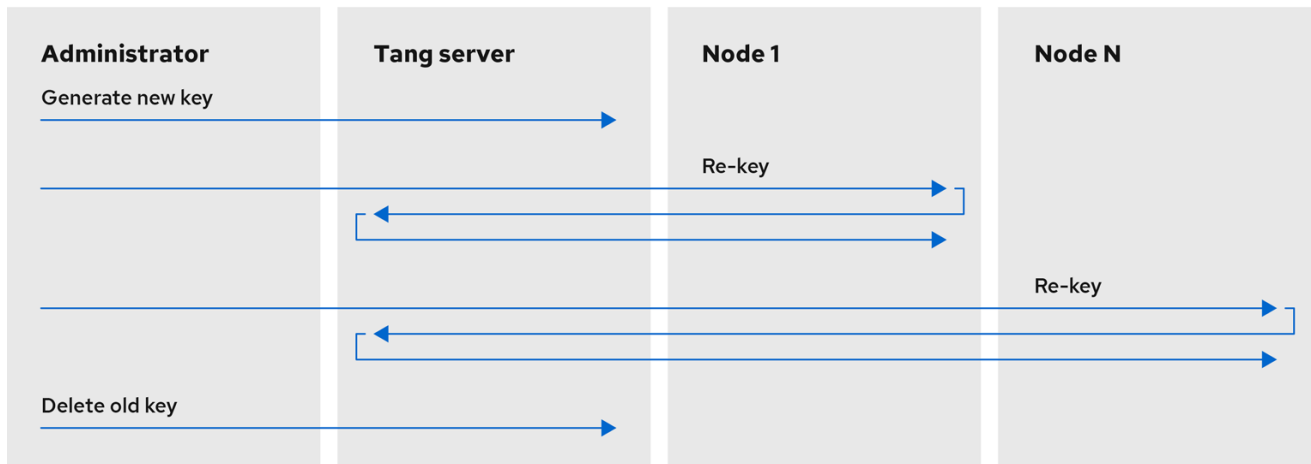 Administrator
Tang server
Node 1
Node N
Generate new key
Re-key
Re-key
Delete old key